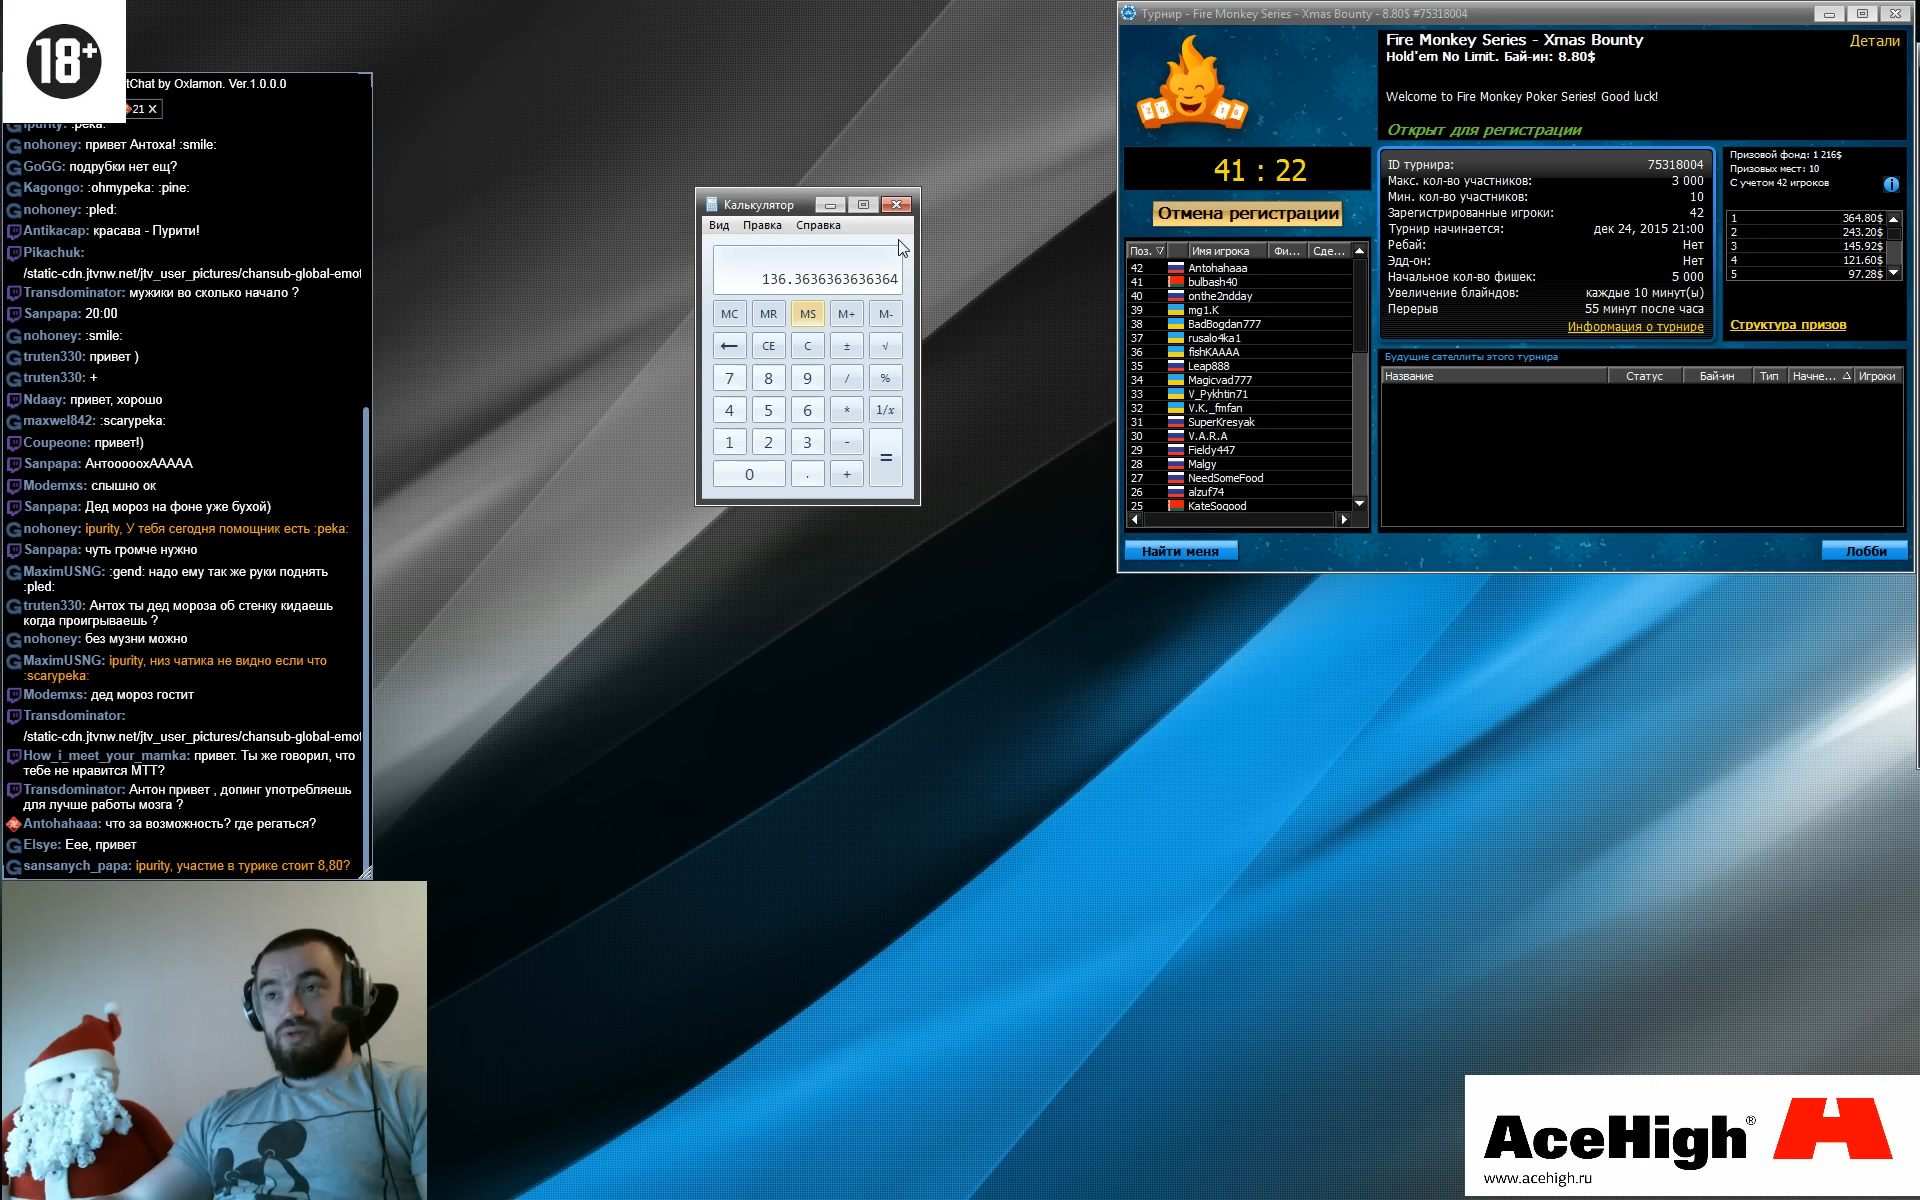 18+
tChat by Oxlamon. Ver.1.0.0.0
21 X
ipurity: :peka:
nohoney: привет Антоха! :smile:
GoGG: подрубки нет ещ?
Kagongo: :ohmypeka: :pine:
nohoney: :pled:
Antikacap: красава - Пурити!
Pikachuk:
/static-cdn.jtvnw.net/jtv_user_pictures/chansub-global-emot
Transdominator: мужики во сколько начало ?
Sanpapa: 20:00
nohoney: :smile:
truten330: привет )
truten330: +
Ndaay: привет, хорошо
maxwel842: :scarypeka:
Coupeone: привет!)
Sanpapa: АнтооооохААААА
Modemxs: слышно ок
Sanpapa: Дед мороз на фоне уже бухой)
nohoney: ipurity, У тебя сегодня помощник есть :peka:
Sanpapa: чуть громче нужно
MaximUSNG: :gend: надо ему так же руки поднять
:pled:
truten330: Антох ты дед мороза об стенку кидаешь
когда проигрываешь ?
nohoney: без музни можно
MaximUSNG: ipurity, низ чатика не видно если что
:scarypeka:
Modemxs: дед мороз гостит
Transdominator:
/static-cdn.jtvnw.net/jtv_user_pictures/chansub-global-emot
How_i_meet_your_mamka: привет. Ты же говорил, что
тебе не нравится МТТ?
Transdominator: Антон привет , допинг употребляешь
для лучше работы мозга ?
Antohahaaa: что за возможность? где регаться?
Elsye: Еее, привет
sansanych_papa: ipurity, участие в турике стоит 8,80?
Калькулятор
Вид Правка Справка
136.3636363636364
MC MR MS M+ M-
← CE C ± √
7 8 9 / %
4 5 6 * 1/x
1 2 3 - =
0 . +
Турнир - Fire Monkey Series - Xmas Bounty - 8.80$ #75318004
Fire Monkey Series - Xmas Bounty
Детали
Hold'em No Limit. Бай-ин: 8.80$
Welcome to Fire Monkey Poker Series! Good luck!
Открыт для регистрации
41 : 22
Отмена регистрации
Поз. Имя игрока Фи... Сде...
42 Antohahaaa
41 bulbash40
40 onthe2ndday
39 mg1.K
38 BadBogdan777
37 rusalo4ka1
36 fishKAAAA
35 Leap888
34 Magicvad777
33 V_Pykhtin71
32 V.K._fmfan
31 SuperKresyak
30 V.A.R.A
29 Fieldy447
28 Malgy
27 NeedSomeFood
26 alzuf74
25 KateSogood
Найти меня
ID турнира: 75318004
Макс. кол-во участников: 3 000
Мин. кол-во участников: 10
Зарегистрированные игроки: 42
Турнир начинается: дек 24, 2015 21:00
Ребай: Нет
Эдд-он: Нет
Начальное кол-во фишек: 5 000
Увеличение блайндов: каждые 10 минут(ы)
Перерыв 55 минут после часа
Информация о турнире
Призовой фонд: 1 216$
Призовых мест: 10
С учетом 42 игроков
1 364.80$
2 243.20$
3 145.92$
4 121.60$
5 97.28$
Структура призов
Будущие сателлиты этого турнира
Название Статус Бай-ин Тип Начне... Игроки
Лобби
AceHigh®
www.acehigh.ru